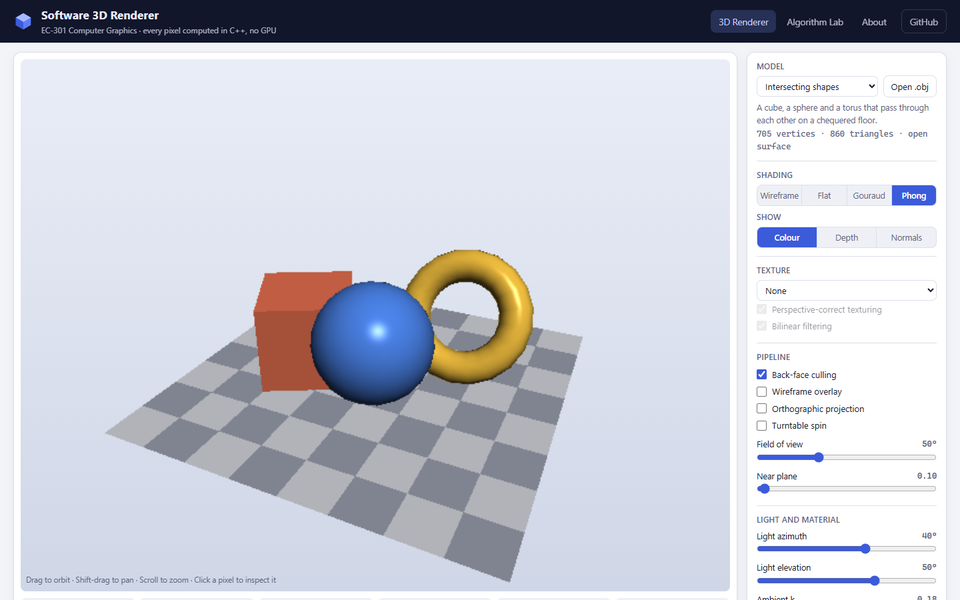 Software 3D Renderer
EC-301 Computer Graphics · every pixel computed in C++, no GPU
3D Renderer
Algorithm Lab
About
GitHub
Drag to orbit · Shift-drag to pan · Scroll to zoom · Click a pixel to inspect it
MODEL
Intersecting shapes
Open .obj
A cube, a sphere and a torus that pass through
each other on a chequered floor.
705 vertices · 860 triangles · open
surface
SHADING
Wireframe
Flat
Gouraud
Phong
SHOW
Colour
Depth
Normals
TEXTURE
None
Perspective-correct texturing
Bilinear filtering
PIPELINE
Back-face culling
Wireframe overlay
Orthographic projection
Turntable spin
Field of view 50°
Near plane 0.10
LIGHT AND MATERIAL
Light azimuth 40°
Light elevation 50°
Ambient k 0.18